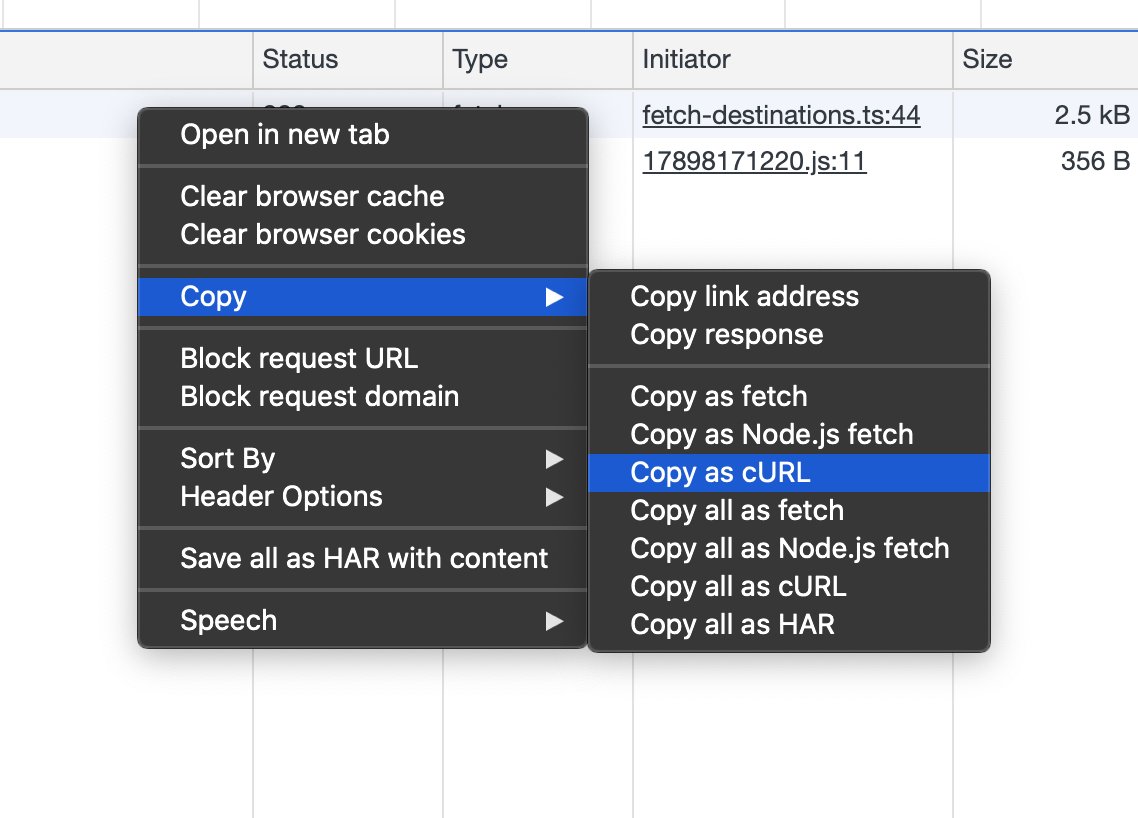 Status Type Initiator Size
fetch-destinations.ts:44 2.5 kB
17898171220.js:11 356 B
Open in new tab
Clear browser cache
Clear browser cookies
Copy
Block request URL
Block request domain
Sort By
Header Options
Save all as HAR with content
Speech
Copy link address
Copy response
Copy as fetch
Copy as Node.js fetch
Copy as cURL
Copy all as fetch
Copy all as Node.js fetch
Copy all as cURL
Copy all as HAR